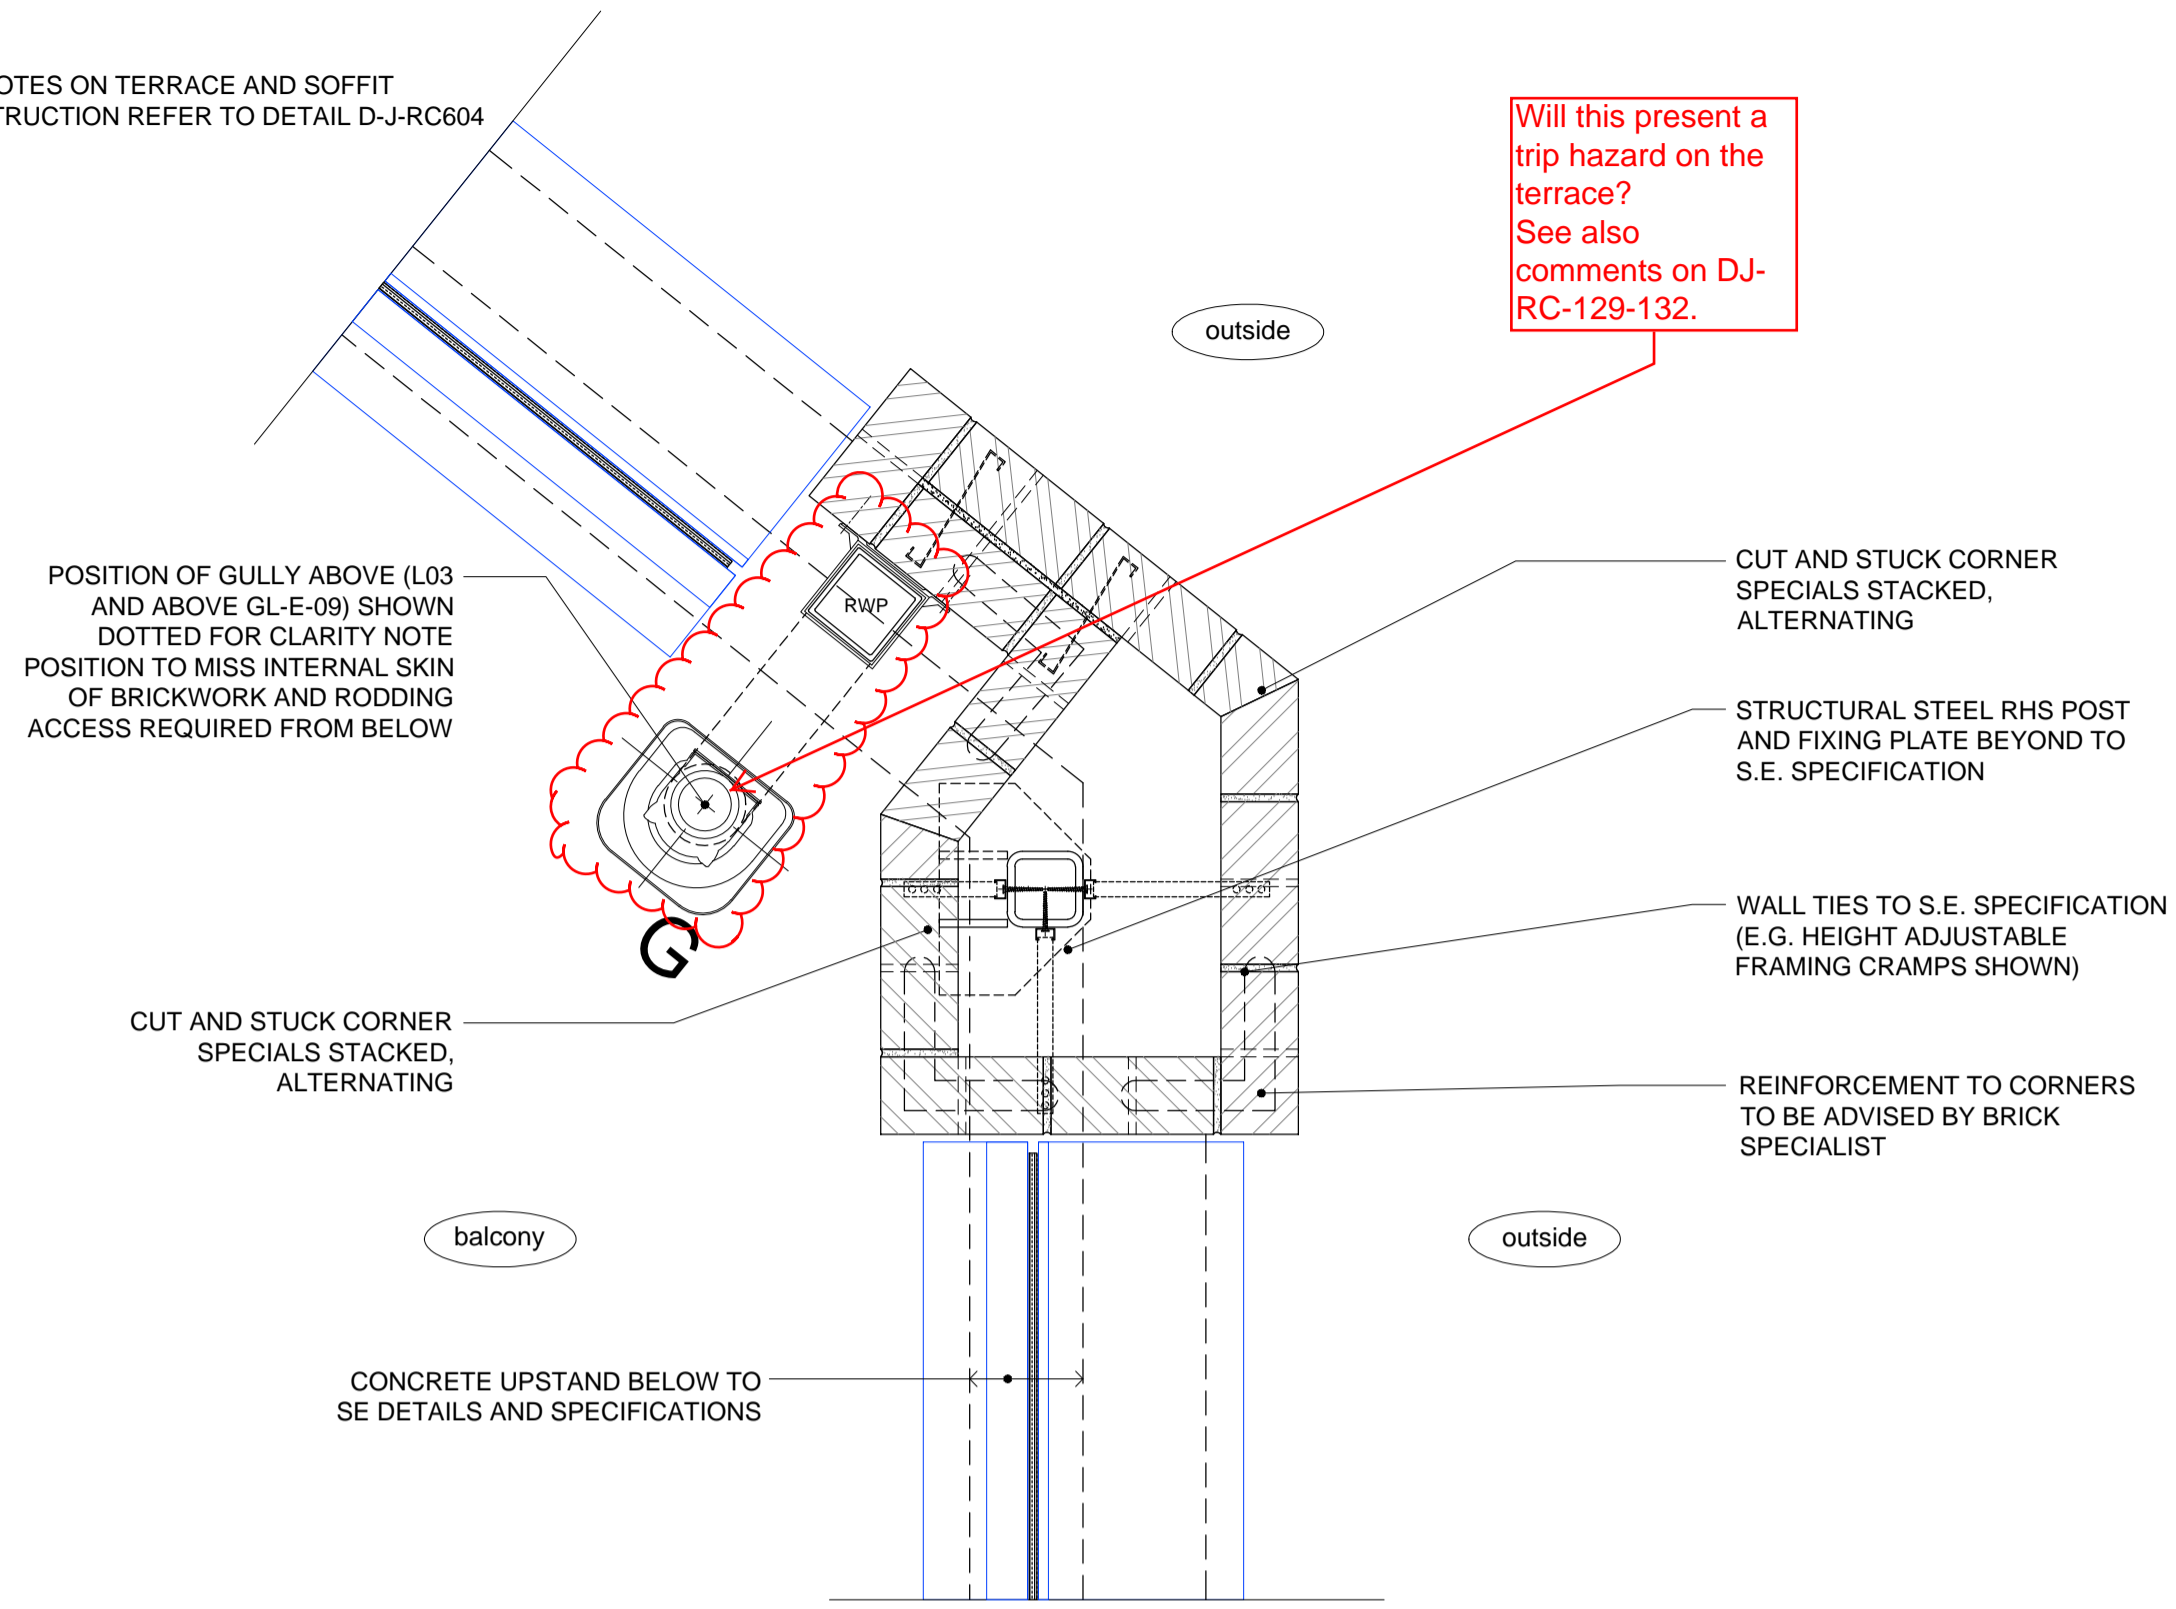 OTES ON TERRACE AND SOFFIT
TRUCTION REFER TO DETAIL D-J-RC604
Will this present a
trip hazard on the
terrace?
See also
comments on DJ-
RC-129-132.
outside
POSITION OF GULLY ABOVE (L03
AND ABOVE GL-E-09) SHOWN
DOTTED FOR CLARITY NOTE
POSITION TO MISS INTERNAL SKIN
OF BRICKWORK AND RODDING
ACCESS REQUIRED FROM BELOW
RWP
CUT AND STUCK CORNER
SPECIALS STACKED,
ALTERNATING
STRUCTURAL STEEL RHS POST
AND FIXING PLATE BEYOND TO
S.E. SPECIFICATION
WALL TIES TO S.E. SPECIFICATION
(E.G. HEIGHT ADJUSTABLE
FRAMING CRAMPS SHOWN)
G
CUT AND STUCK CORNER
SPECIALS STACKED,
ALTERNATING
REINFORCEMENT TO CORNERS
TO BE ADVISED BY BRICK
SPECIALIST
balcony
outside
CONCRETE UPSTAND BELOW TO
SE DETAILS AND SPECIFICATIONS